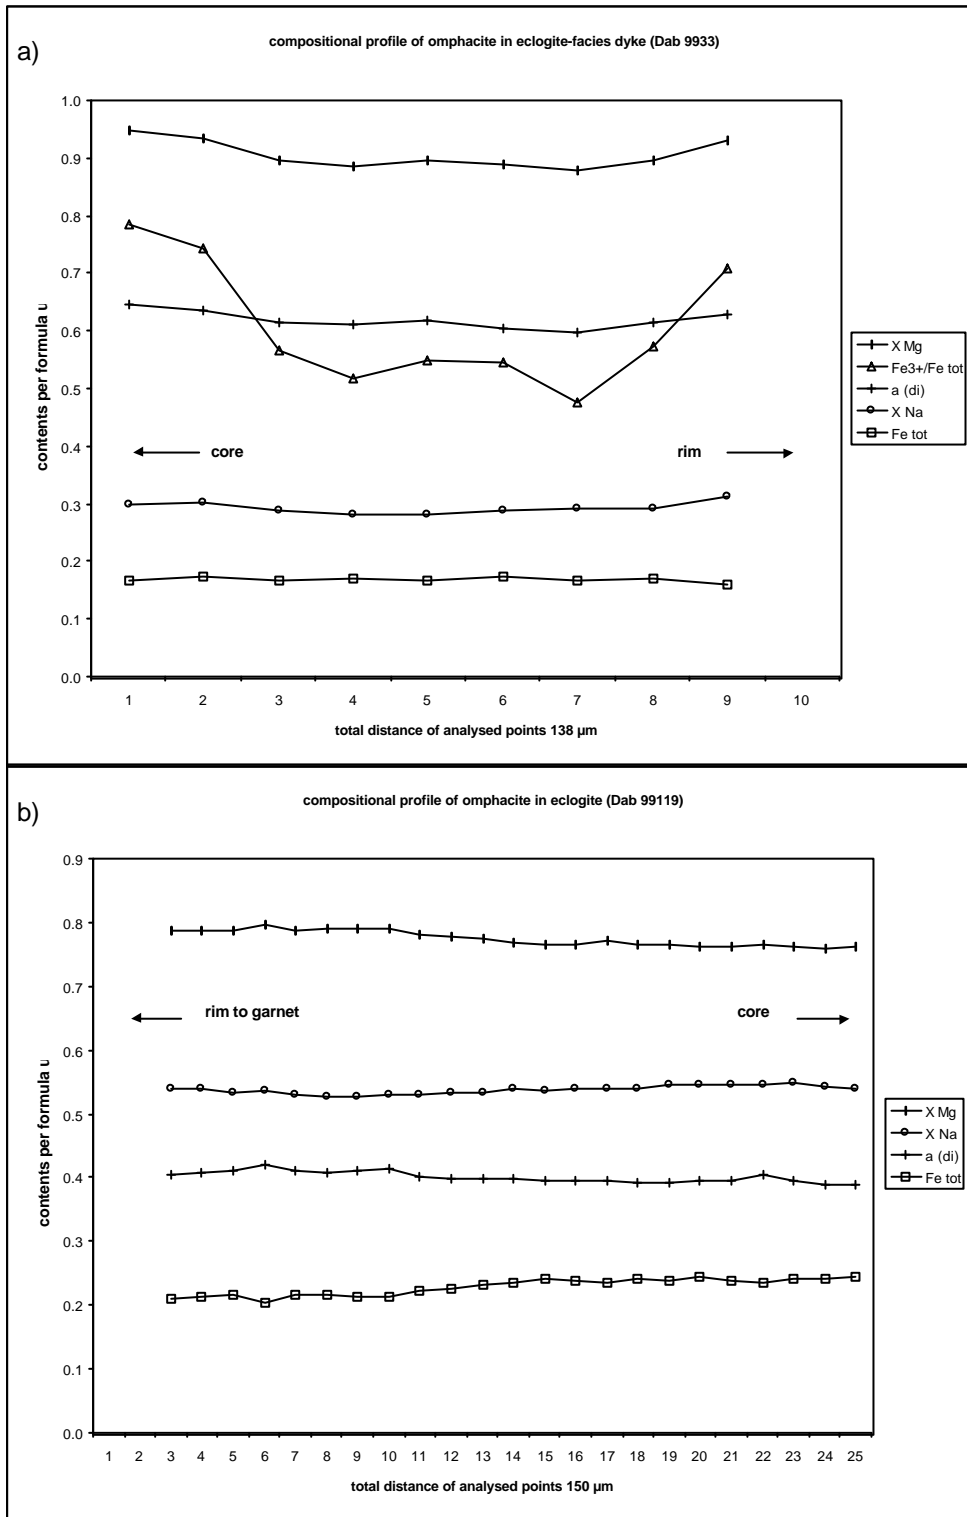 a)
compositional profile of omphacite in eclogite-facies dyke (Dab 9933)
1.0
0.9
0.8
0.7
0.6
0.5
0.4
0.3
0.2
0.1
0.0
contents per formula u
core
rim
X Mg
Fe3+/Fe tot
a (di)
X Na
Fe tot
1 2 3 4 5 6 7 8 9 10
total distance of analysed points 138 µm
b)
compositional profile of omphacite in eclogite (Dab 99119)
0.9
0.8
0.7
0.6
0.5
0.4
0.3
0.2
0.1
0.0
contents per formula u
rim to garnet
core
X Mg
X Na
a (di)
Fe tot
1 2 3 4 5 6 7 8 9 10 11 12 13 14 15 16 17 18 19 20 21 22 23 24 25
total distance of analysed points 150 µm